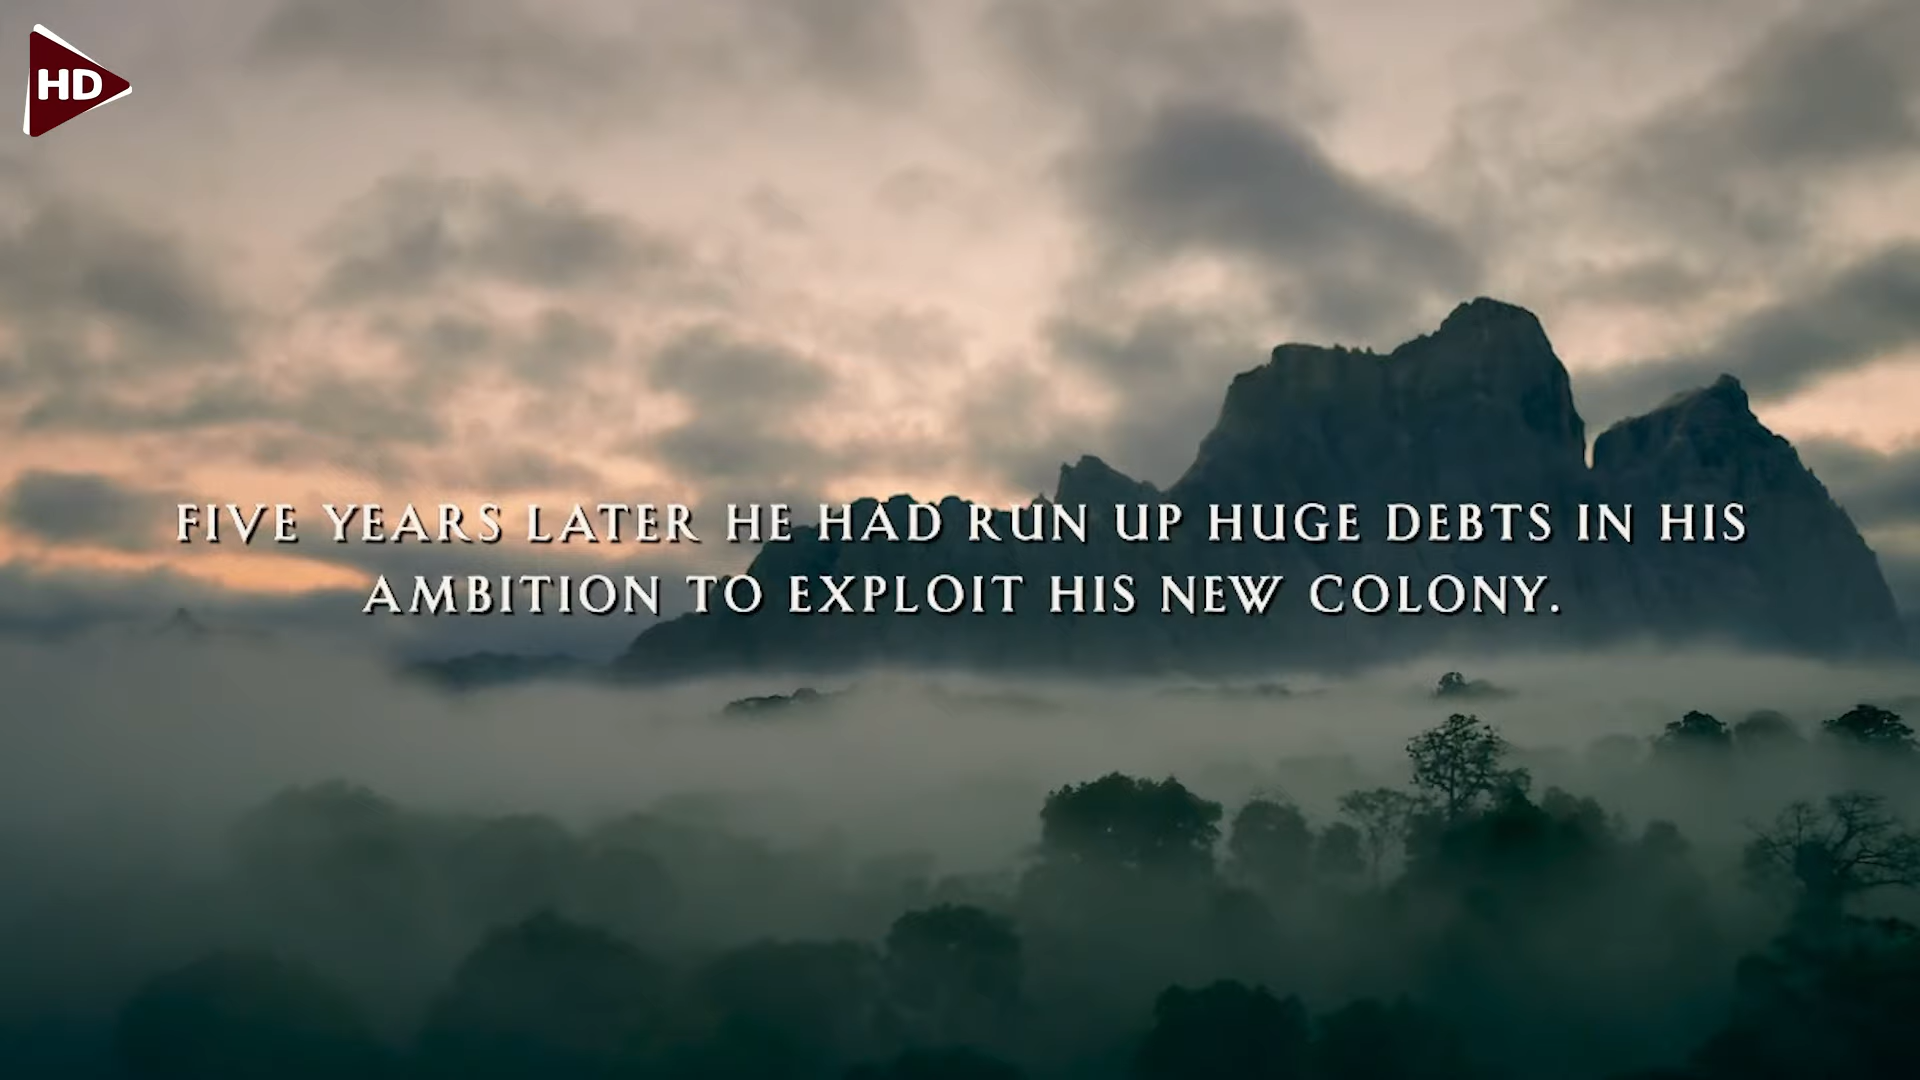 HD
FIVE YEARS LATER HE HAD RUN UP HUGE DEBTS IN HIS
AMBITION TO EXPLOIT HIS NEW COLONY.